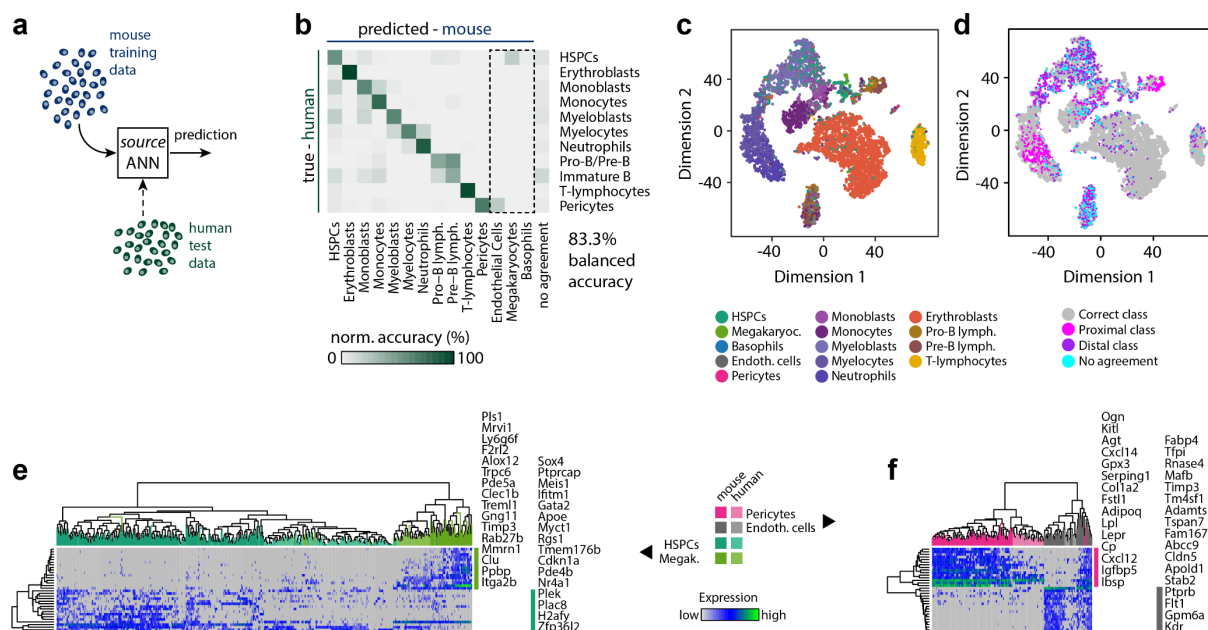 a
mouse
training
data
source
ANN
prediction
human
test
data
b
predicted - mouse
true - human
HSPCs
Erythroblasts
Monoblasts
Monocytes
Myeloblasts
Myelocytes
Neutrophils
Pro-B/Pre-B
Immature B
T-lymphocytes
Pericytes
HSPCs
Erythroblasts
Monoblasts
Monocytes
Myeloblasts
Myelocytes
Neutrophils
Pro–B lymph.
Pre–B lymph.
T-lymphocytes
Pericytes
Endothelial Cells
Megakaryocytes
Basophils
no agreement
83.3%
balanced
accuracy
norm. accuracy (%)
0 100
c
Dimension 2
40
0
-40
-40 0 40
Dimension 1
HSPCs
Megakaryoc.
Basophils
Endoth. cells
Pericytes
Monoblasts
Monocytes
Myeloblasts
Myelocytes
Neutrophils
Erythroblasts
Pro-B lymph.
Pre-B lymph.
T-lymphocytes
d
Dimension 2
40
0
-40
-40 0 40
Dimension 1
Correct class
Proximal class
Distal class
No agreement
e
Pls1
Mrvi1
Ly6g6f
F2rl2
Alox12
Trpc6
Pde5a
Clec1b
Treml1
Gng11
Timp3
Rab27b
Mmrn1
Clu
Ppbp
Itga2b
Sox4
Ptprcap
Meis1
Ifitm1
Gata2
Apoe
Myct1
Rgs1
Tmem176b
Cdkn1a
Pde4b
Nr4a1
Plek
Plac8
H2afy
Zfp36l2
mouse
human
Pericytes
Endoth. cells
HSPCs
Megak.
Expression
low high
f
Ogn
Kitl
Agt
Cxcl14
Gpx3
Serping1
Col1a2
Fstl1
Adipoq
Lpl
Lepr
Cp
Cxcl12
Igfbp5
Ibsp
Fabp4
Tfpi
Rnase4
Mafb
Timp3
Tm4sf1
Adamts
Tspan7
Fam167
Abcc9
Cldn5
Apold1
Stab2
Ptprb
Flt1
Gpm6a
Kdr